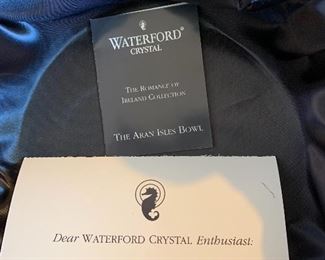 WATERFORD®
CRYSTAL
THE ROMANCE OF
IRELAND COLLECTION
THE ARAN ISLES BOWL
Dear WATERFORD CRYSTAL Enthusiast: